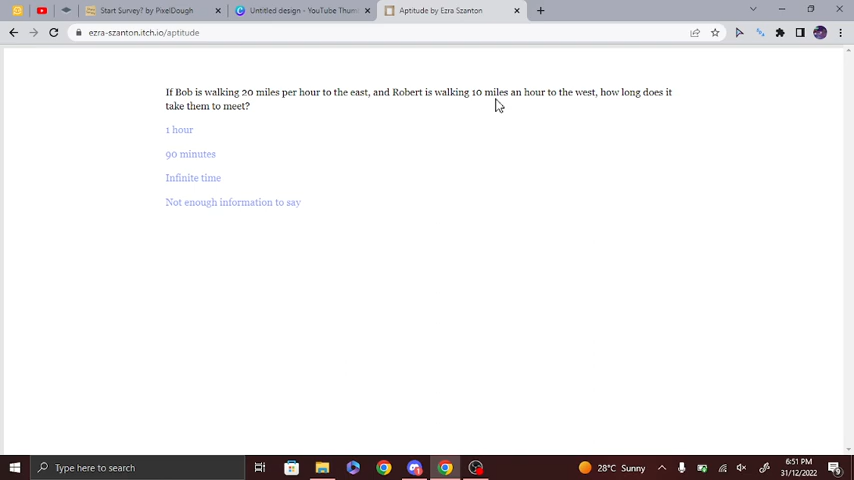 Start Survey? by PixelDough
Untitled design - YouTube Thum
Aptitude by Ezra Szanton
ezra-szanton.itch.io/aptitude
If Bob is walking 20 miles per hour to the east, and Robert is walking 10 miles an hour to the west, how long does it
take them to meet?
1 hour
90 minutes
Infinite time
Not enough information to say
Type here to search
28°C Sunny
6:51 PM
31/12/2022